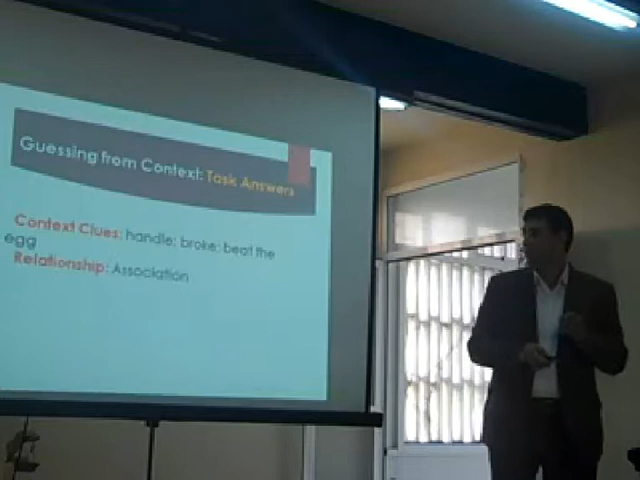 Guessing from Context: Task Answers
Context Clues: handle; broke; beat the
egg
Relationship: Association